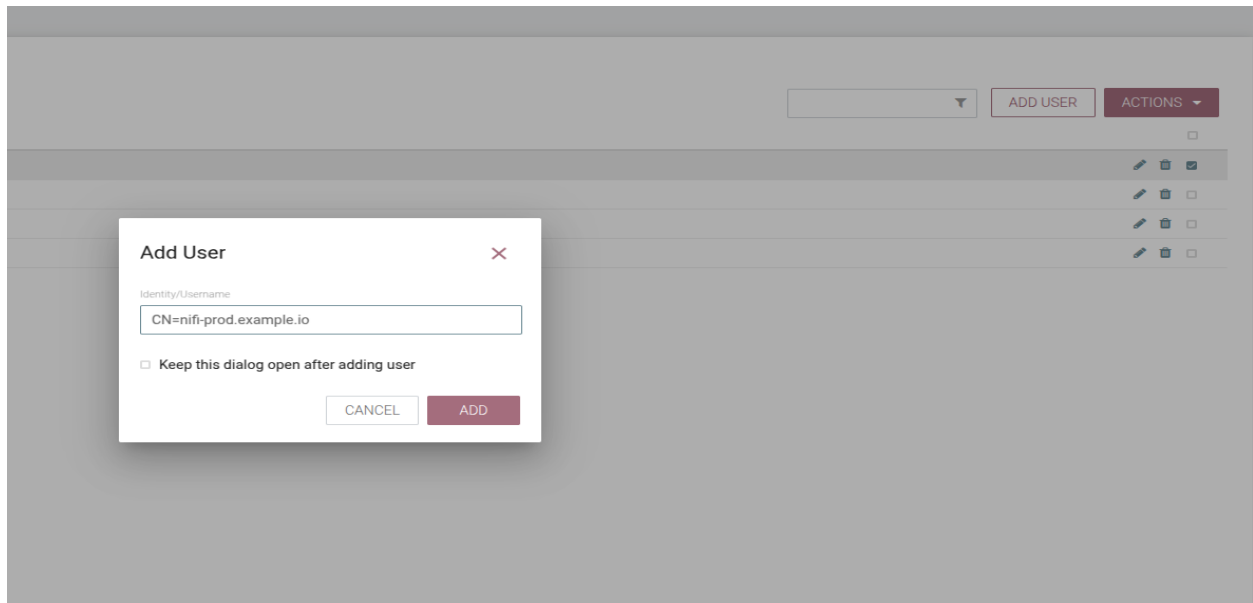 ADD USER ACTIONS
Add User
Identity/Username
CN=nifi-prod.example.io
Keep this dialog open after adding user
CANCEL ADD